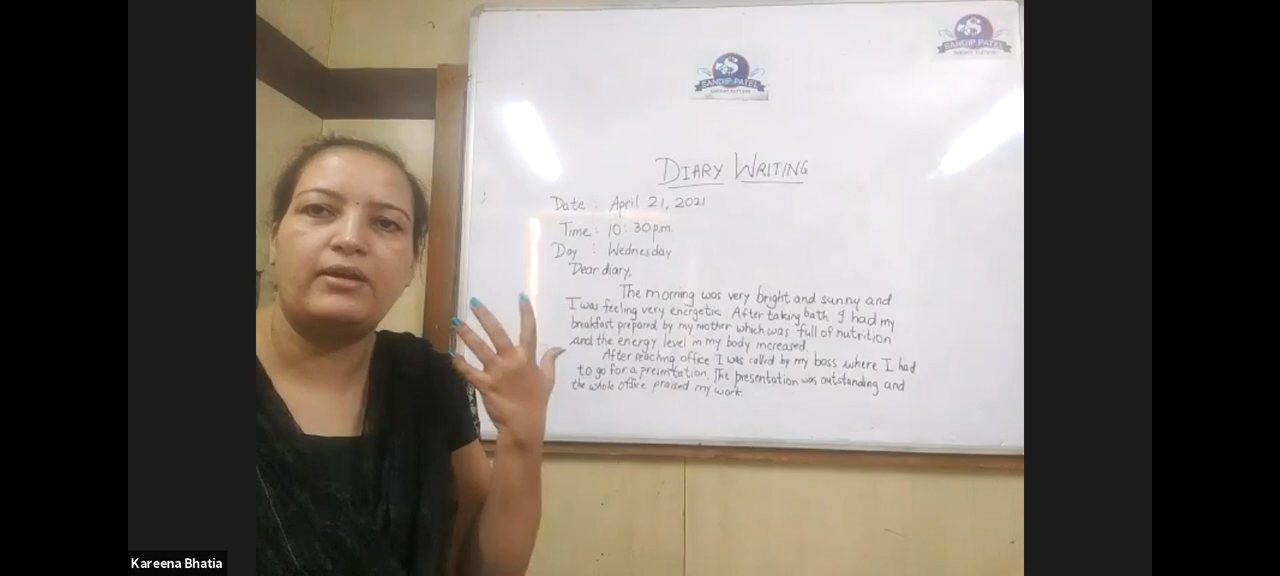 SANDIP PATEL
SANDIP PATEL
DIARY WRITING
Date : April 21, 2021
Time : 10:30p.m.
Day : Wednesday
Dear diary,
The morning was very bright and sunny and
I was feeling very energetic. After taking bath I had my
breakfast prepared by my mother which was full of nutrition
and the energy level in my body increased.
After reaching office I was called by my boss where I had
to go for a presentation. The presentation was outstanding and
the whole office praised my work
Kareena Bhatia